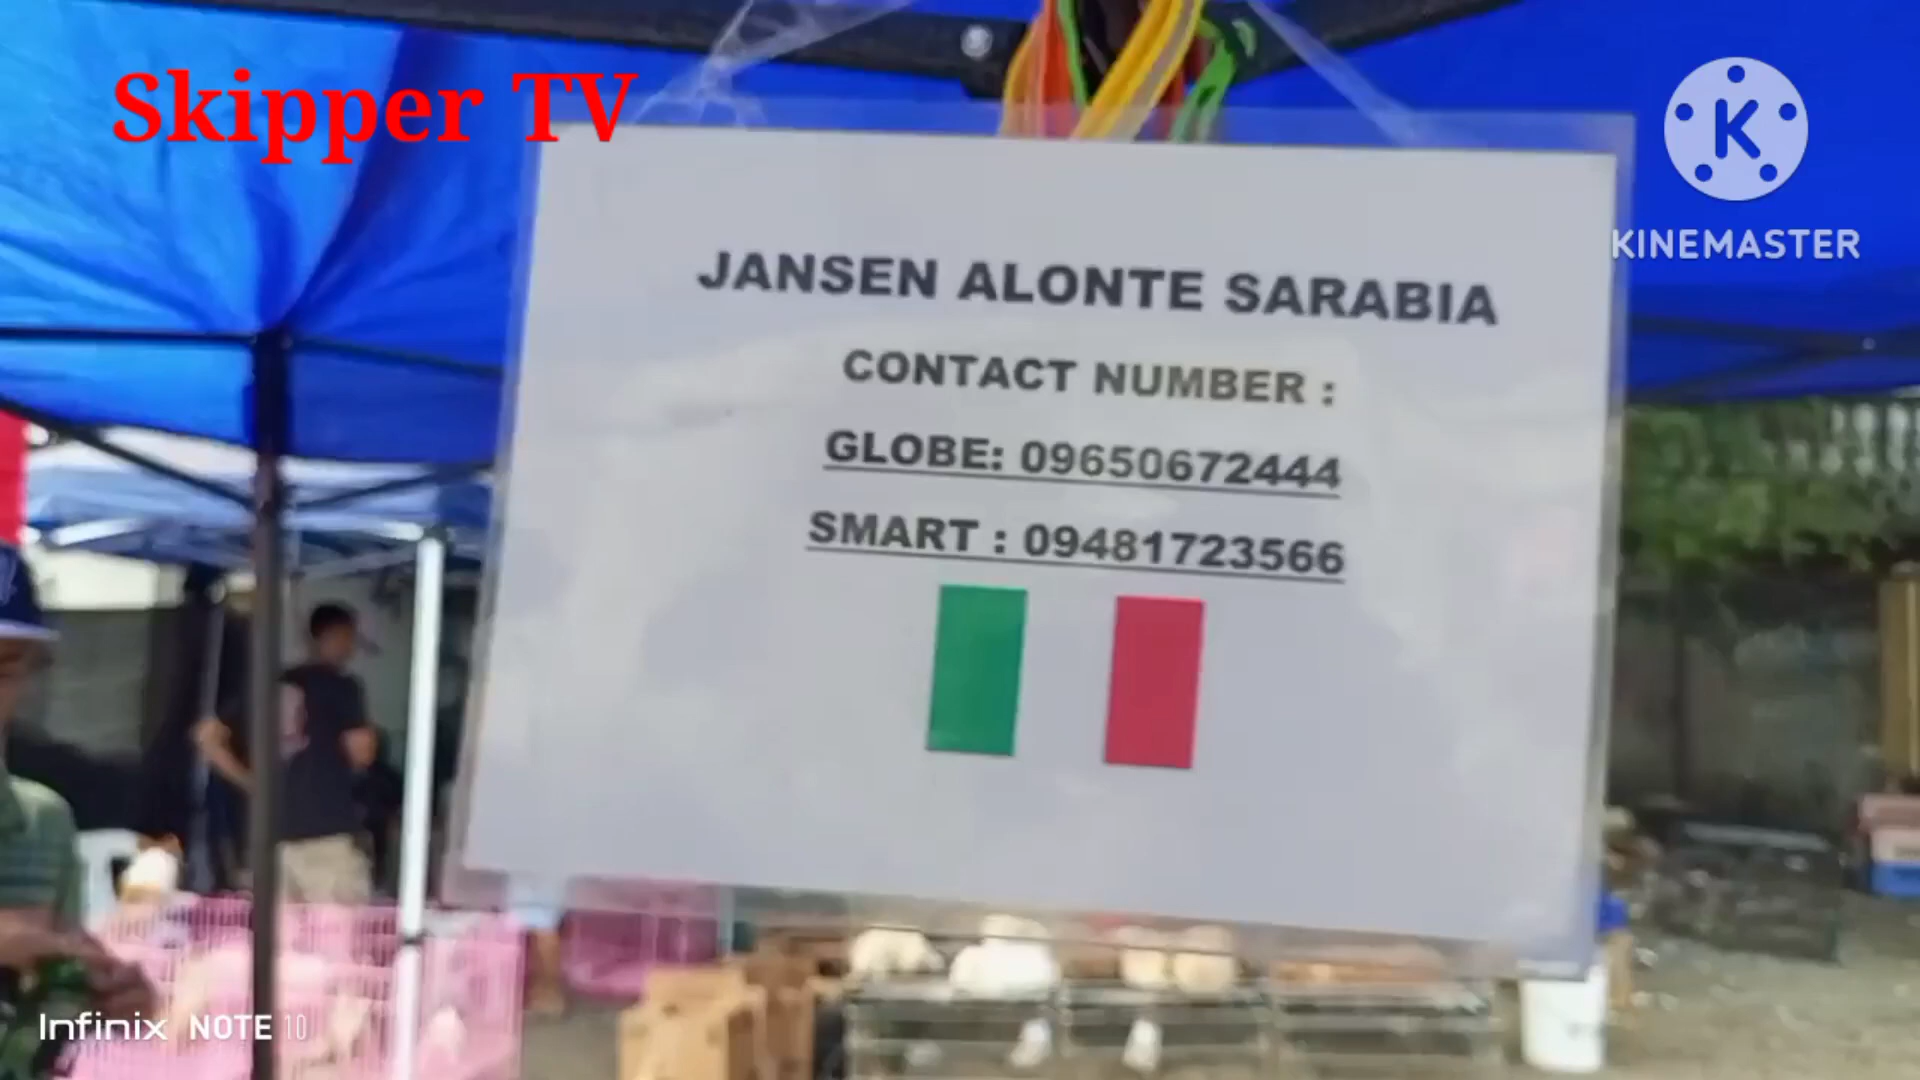 Skipper TV
K
KINEMASTER
JANSEN ALONTE SARABIA
CONTACT NUMBER :
GLOBE: 09650672444
SMART : 09481723566
Infinix NOTE 10